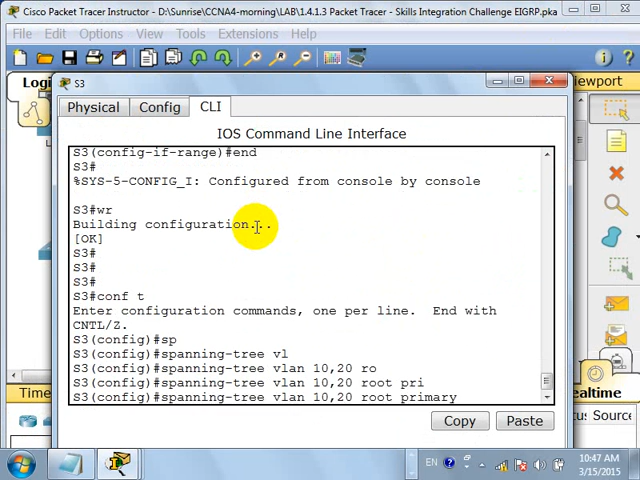 Cisco Packet Tracer Instructor - D:\Sunrise\CCNA4-morning\LAB\1.4.1.3 Packet Tracer - Skills Integration Challenge EIGRP.pka
File Edit Options View Tools Extensions Help
Viewport
S3
Physical Config CLI
IOS Command Line Interface
S3(config-if-range)#end
S3#
%SYS-5-CONFIG_I: Configured from console by console
S3#wr
Building configuration...
[OK]
S3#
S3#
S3#
S3#conf t
Enter configuration commands, one per line.  End with
CNTL/Z.
S3(config)#sp
S3(config)#spanning-tree vl
S3(config)#spanning-tree vlan 10,20 ro
S3(config)#spanning-tree vlan 10,20 root pri
S3(config)#spanning-tree vlan 10,20 root primary
Copy Paste
Time
Source
EN
10:47 AM
3/15/2015